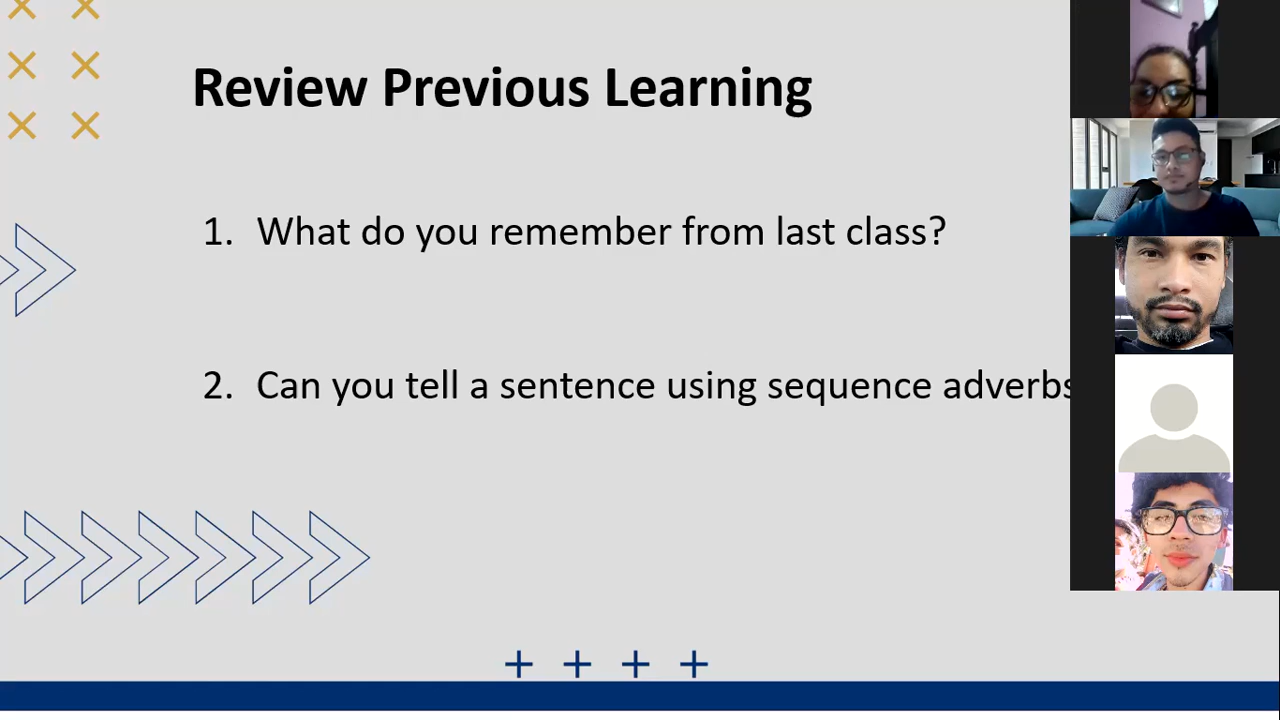 Review Previous Learning
1. What do you remember from last class?
2. Can you tell a sentence using sequence adverbs